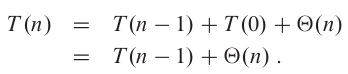 T(n) = T(n − 1) + T(0) + Θ(n)
= T(n − 1) + Θ(n) .